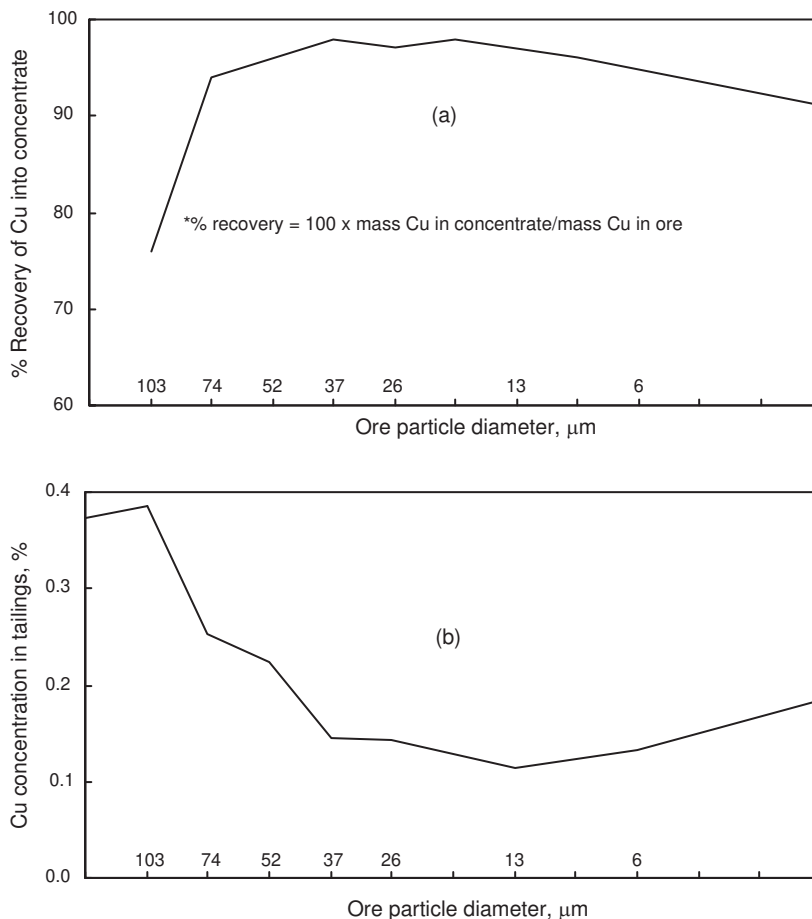 100
90
80
70
60
% Recovery of Cu into concentrate
(a)
*% recovery = 100 x mass Cu in concentrate/mass Cu in ore
103 74 52 37 26 13 6
Ore particle diameter, μm
0.4
0.3
0.2
0.1
0.0
Cu concentration in tailings, %
(b)
103 74 52 37 26 13 6
Ore particle diameter, μm